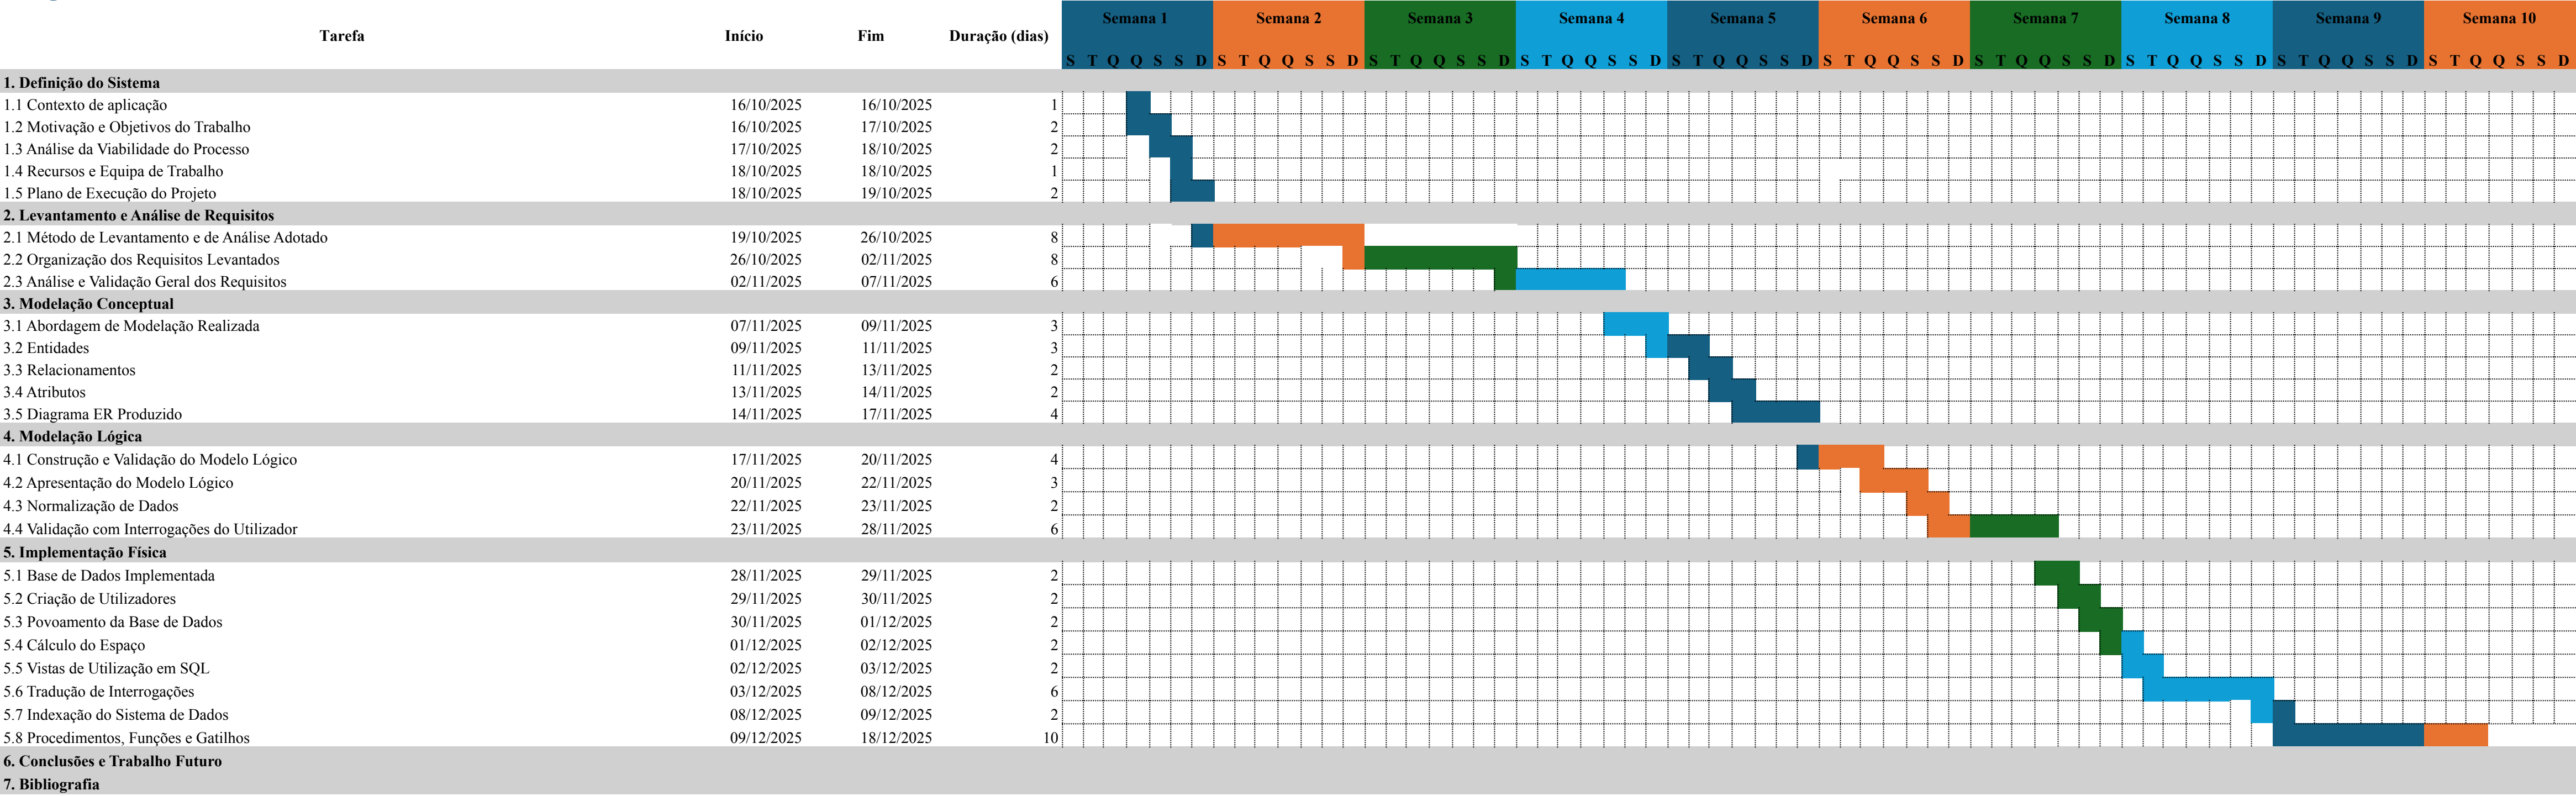 Semana 1 Semana 2 Semana 3 Semana 4 Semana 5 Semana 6 Semana 7 Semana 8 Semana 9 Semana 10
Tarefa Início Fim Duração (dias)
S T Q Q S S D S T Q Q S S D S T Q Q S S D S T Q Q S S D S T Q Q S S D S T Q Q S S D S T Q Q S S D S T Q Q S S D S T Q Q S S D S T Q Q S S D
1. Definição do Sistema
1.1 Contexto de aplicação 16/10/2025 16/10/2025 1
1.2 Motivação e Objetivos do Trabalho 16/10/2025 17/10/2025 2
1.3 Análise da Viabilidade do Processo 17/10/2025 18/10/2025 2
1.4 Recursos e Equipa de Trabalho 18/10/2025 18/10/2025 1
1.5 Plano de Execução do Projeto 18/10/2025 19/10/2025 2
2. Levantamento e Análise de Requisitos
2.1 Método de Levantamento e de Análise Adotado 19/10/2025 26/10/2025 8
2.2 Organização dos Requisitos Levantados 26/10/2025 02/11/2025 8
2.3 Análise e Validação Geral dos Requisitos 02/11/2025 07/11/2025 6
3. Modelação Conceptual
3.1 Abordagem de Modelação Realizada 07/11/2025 09/11/2025 3
3.2 Entidades 09/11/2025 11/11/2025 3
3.3 Relacionamentos 11/11/2025 13/11/2025 2
3.4 Atributos 13/11/2025 14/11/2025 2
3.5 Diagrama ER Produzido 14/11/2025 17/11/2025 4
4. Modelação Lógica
4.1 Construção e Validação do Modelo Lógico 17/11/2025 20/11/2025 4
4.2 Apresentação do Modelo Lógico 20/11/2025 22/11/2025 3
4.3 Normalização de Dados 22/11/2025 23/11/2025 2
4.4 Validação com Interrogações do Utilizador 23/11/2025 28/11/2025 6
5. Implementação Física
5.1 Base de Dados Implementada 28/11/2025 29/11/2025 2
5.2 Criação de Utilizadores 29/11/2025 30/11/2025 2
5.3 Povoamento da Base de Dados 30/11/2025 01/12/2025 2
5.4 Cálculo do Espaço 01/12/2025 02/12/2025 2
5.5 Vistas de Utilização em SQL 02/12/2025 03/12/2025 2
5.6 Tradução de Interrogações 03/12/2025 08/12/2025 6
5.7 Indexação do Sistema de Dados 08/12/2025 09/12/2025 2
5.8 Procedimentos, Funções e Gatilhos 09/12/2025 18/12/2025 10
6. Conclusões e Trabalho Futuro
7. Bibliografia